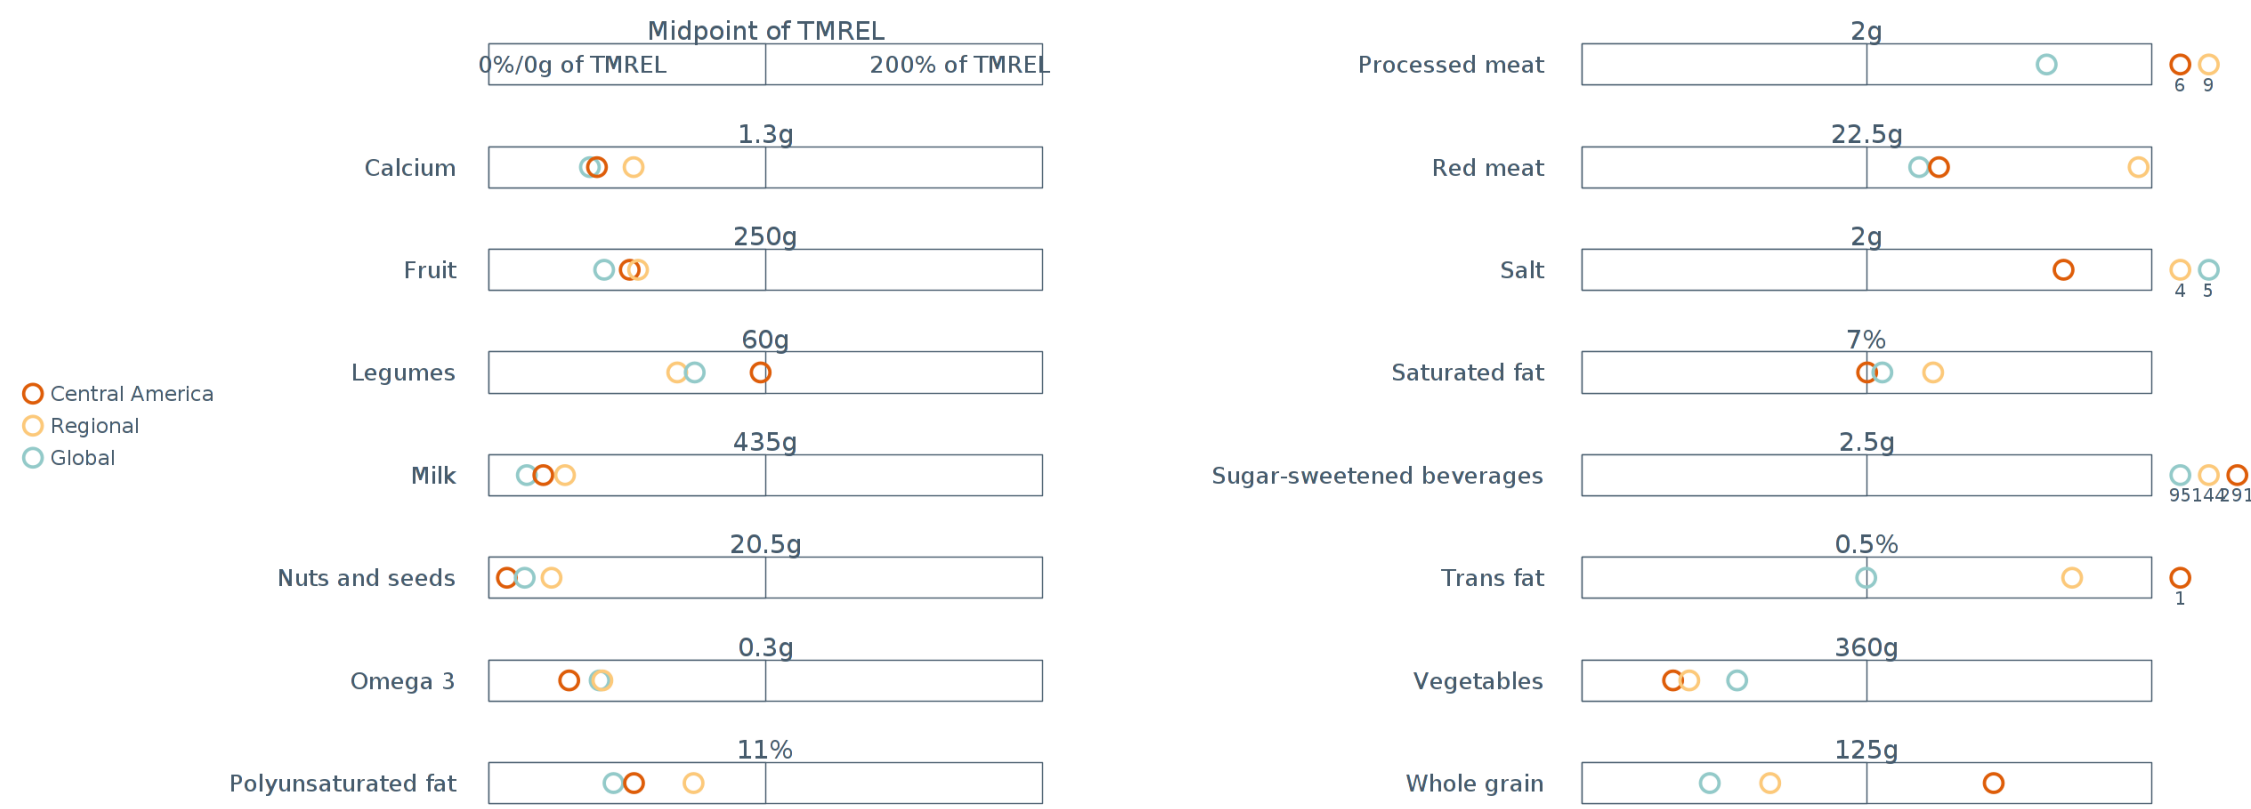 Midpoint of TMREL
0%/0g of TMREL
200% of TMREL
1.3g
Calcium
250g
Fruit
60g
Legumes
435g
Milk
20.5g
Nuts and seeds
0.3g
Omega 3
11%
Polyunsaturated fat
Central America
Regional
Global
2g
Processed meat
6 9
22.5g
Red meat
2g
Salt
4 5
7%
Saturated fat
2.5g
Sugar-sweetened beverages
95 144 291
0.5%
Trans fat
1
360g
Vegetables
125g
Whole grain